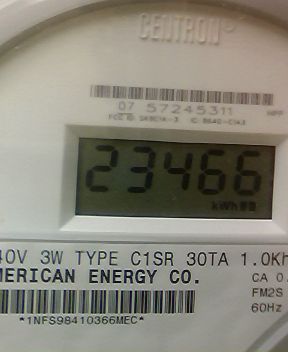 CENTRON®
07 57245311
23466
kWh
40V 3W TYPE C1SR 30TA 1.0Kh
MERICAN ENERGY CO.
CA 0.
FM2S
60Hz
*1NFS98410366MEC*